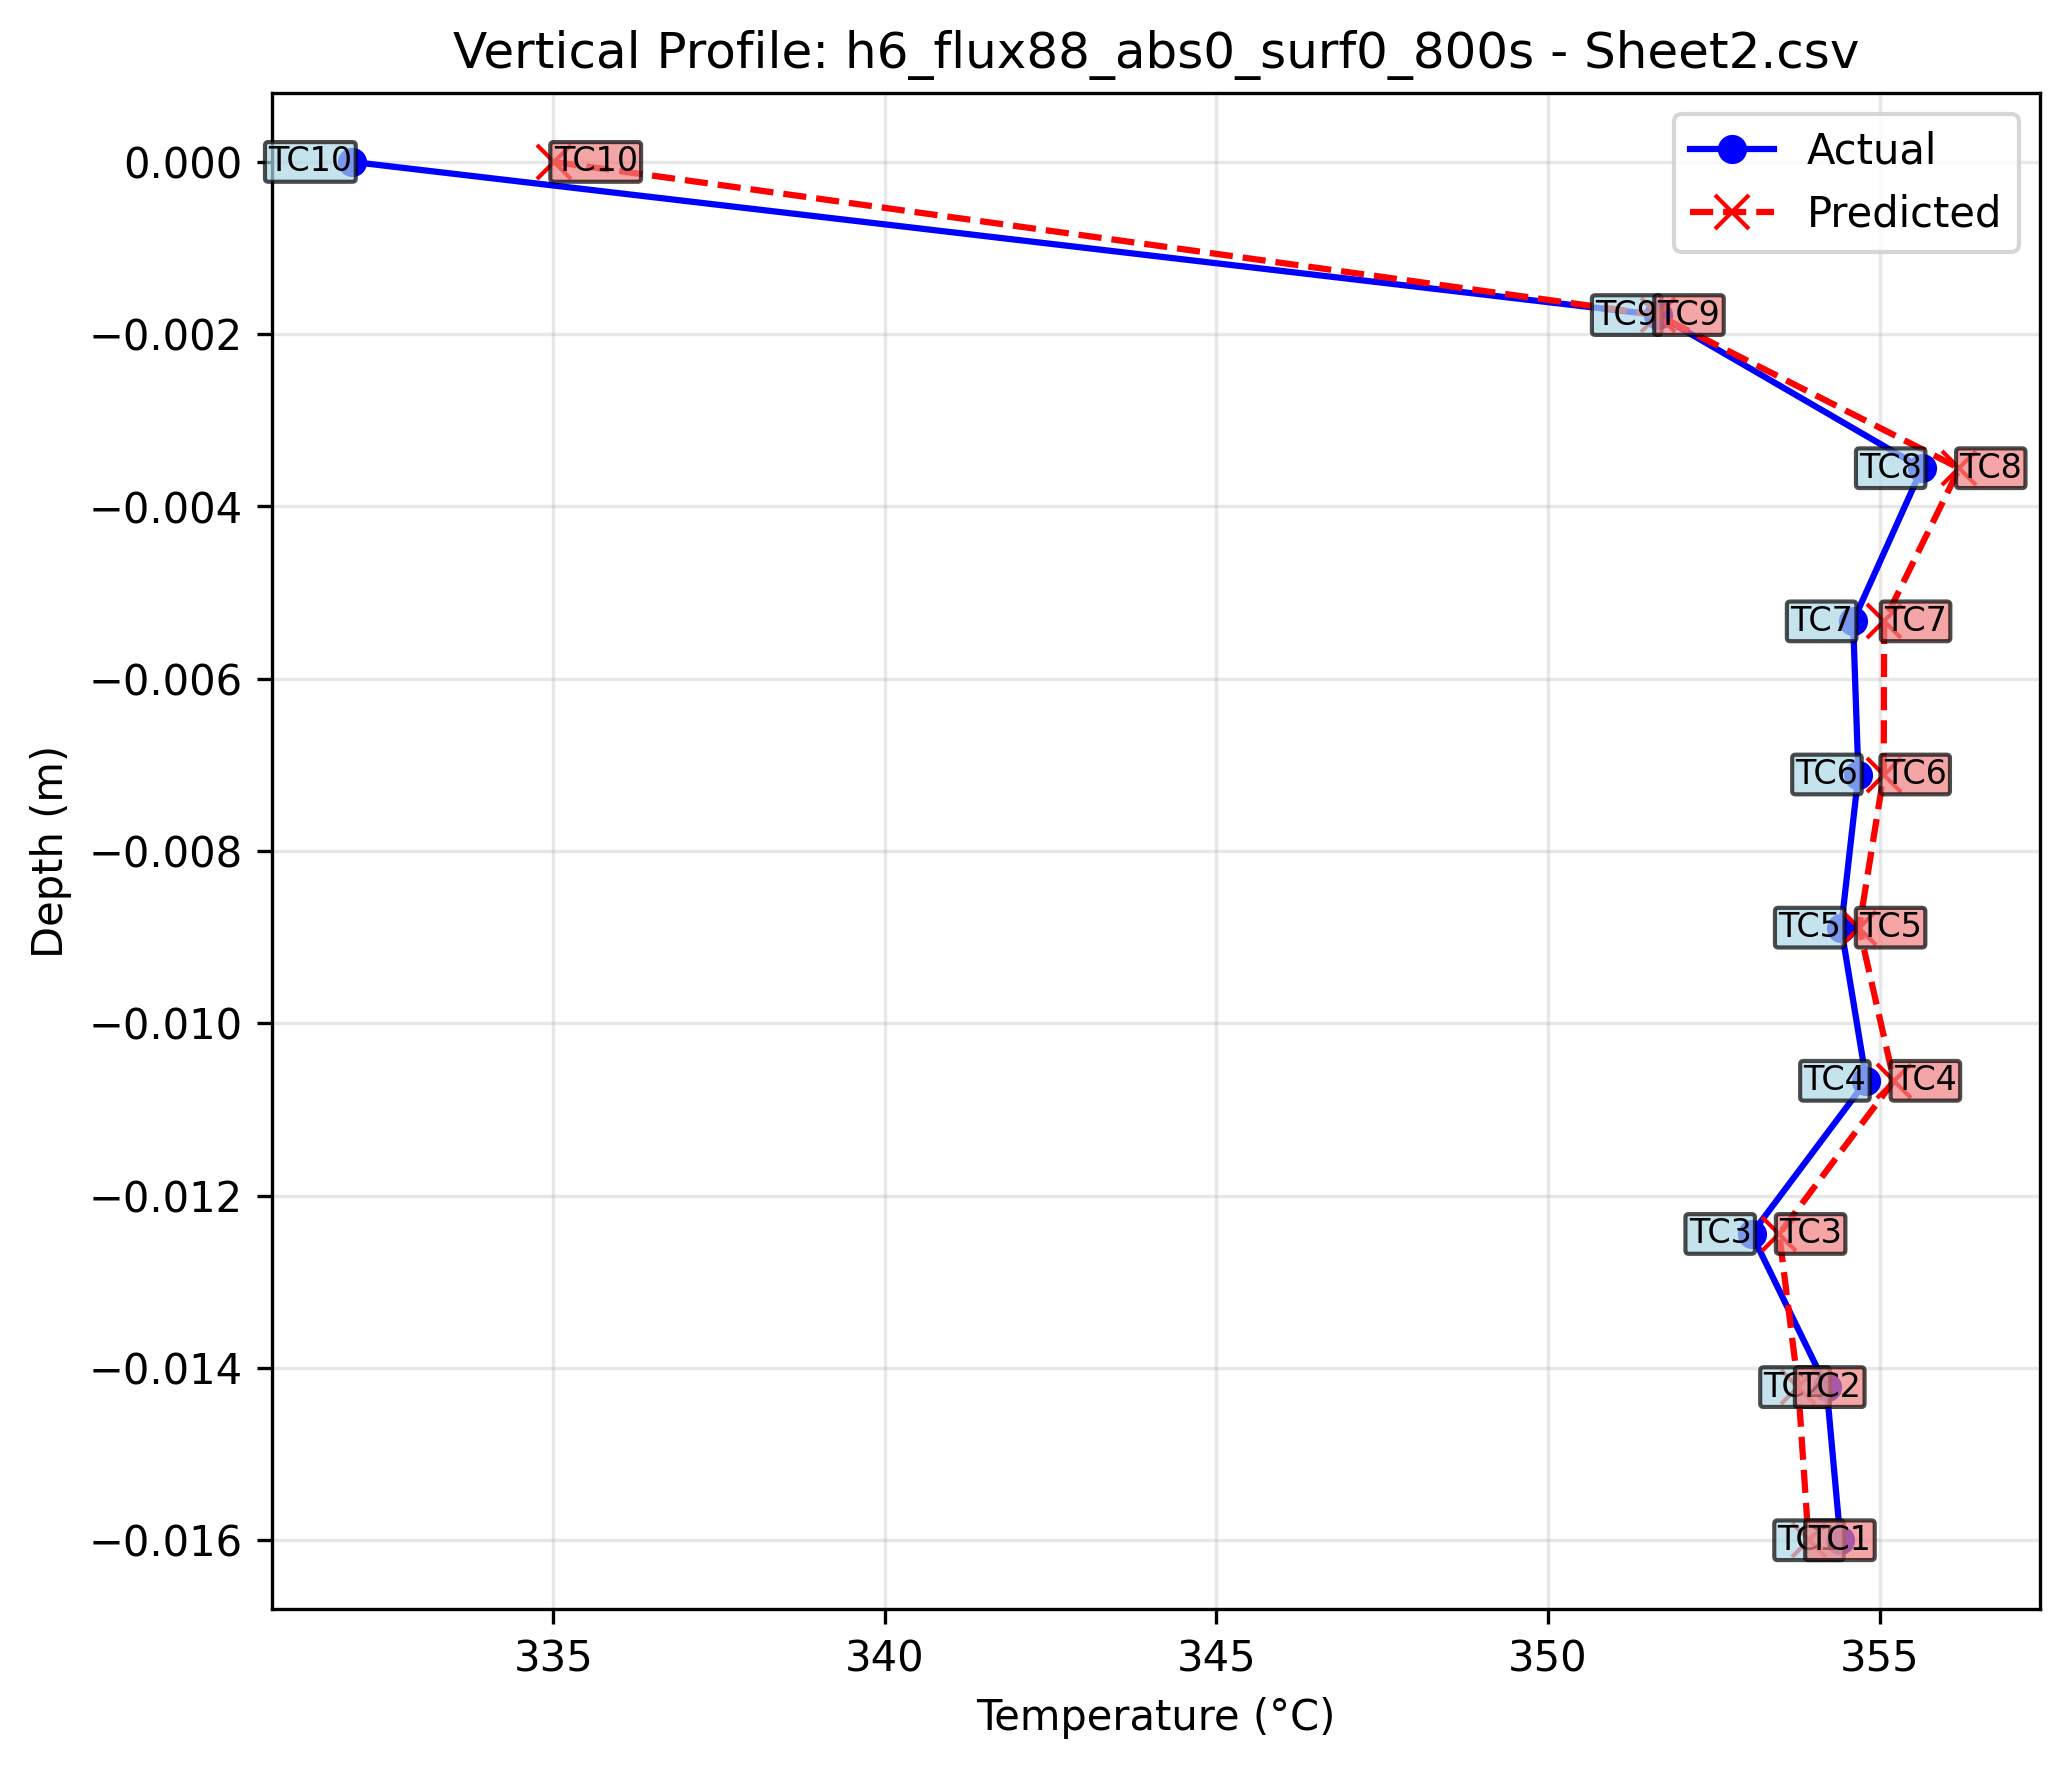 Vertical Profile: h6_flux88_abs0_surf0_800s - Sheet2.csv
Actual
Predicted
0.000
−0.002
−0.004
−0.006
−0.008
−0.010
−0.012
−0.014
−0.016
Depth (m)
TC10 TC10
TC9 TC9
TC8 TC8
TC7 TC7
TC6 TC6
TC5 TC5
TC4 TC4
TC3 TC3
TC2
TC1
335 340 345 350 355
Temperature (°C)